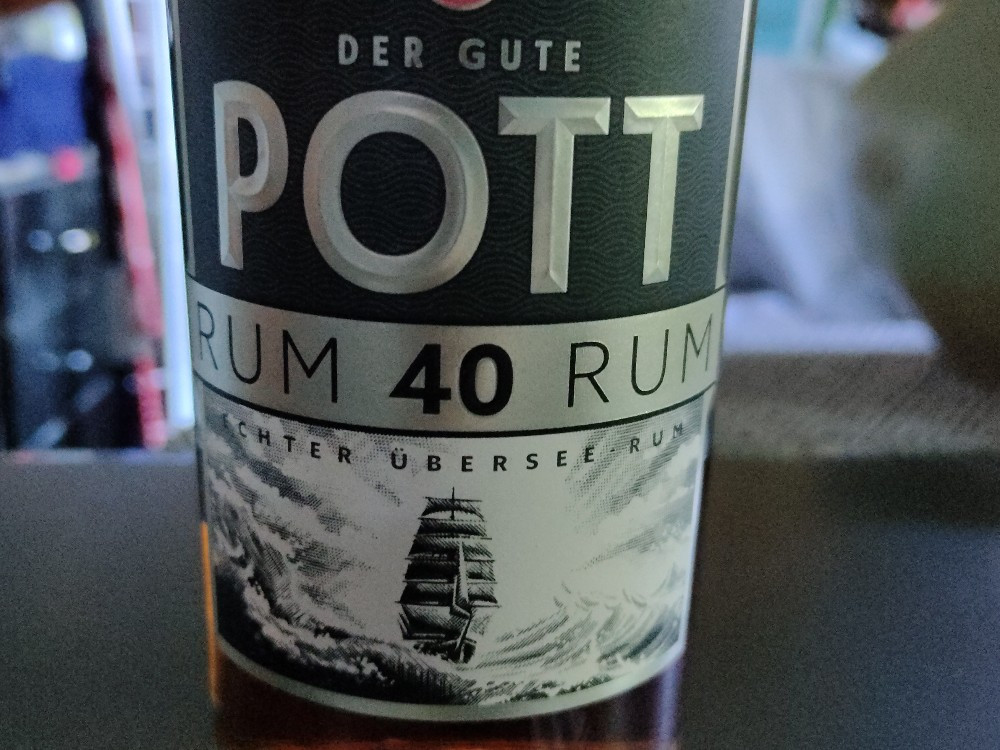 DER GUTE
POTT
RUM 40 RUM
ECHTER ÜBERSEE-RUM